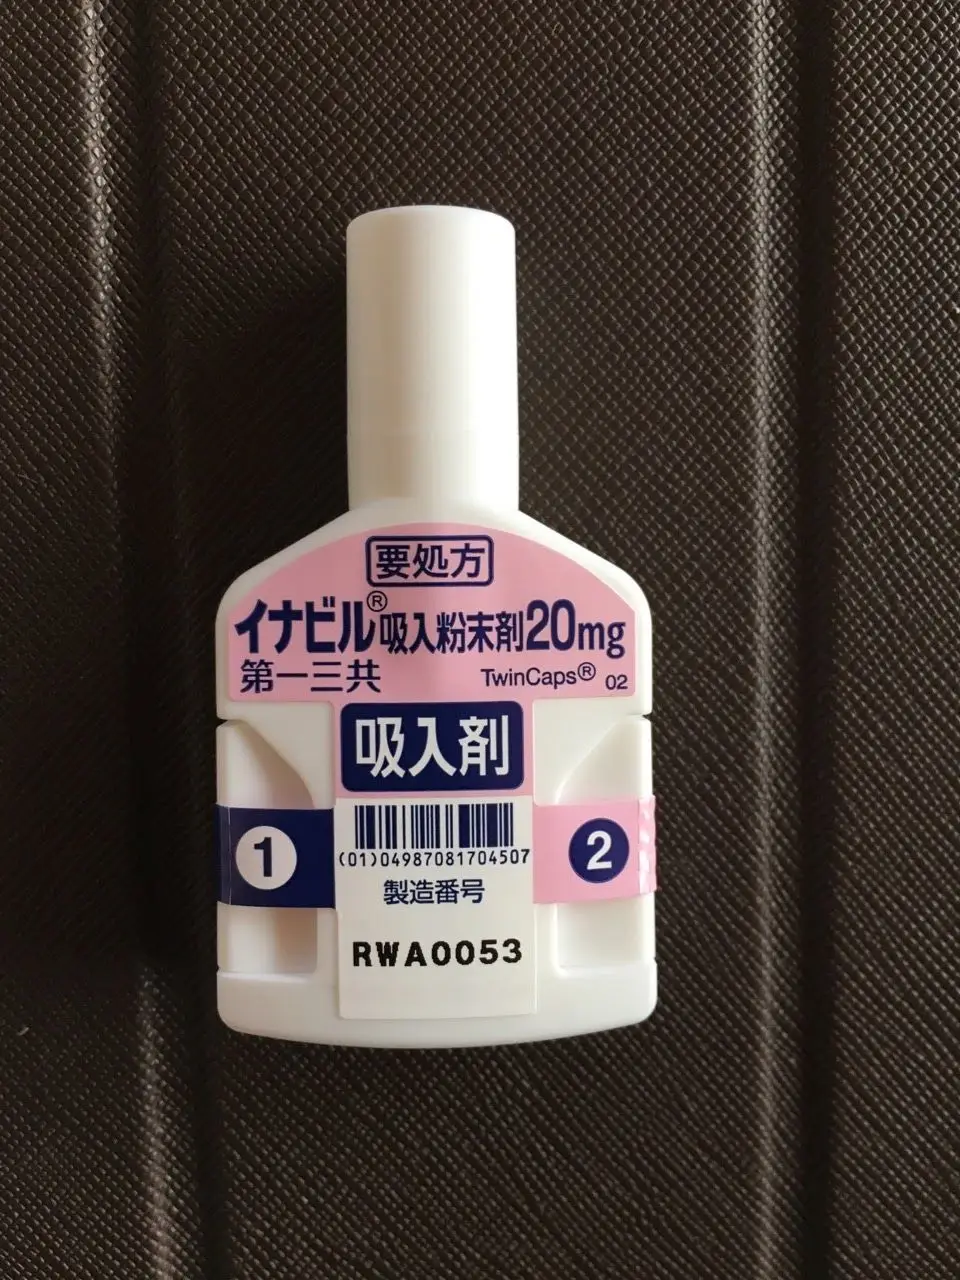 要処方
イナビル®吸入粉末剤20mg
第一三共 TwinCaps® 02
吸入剤
1
2
(01)04987081704507
製造番号
RWA0053